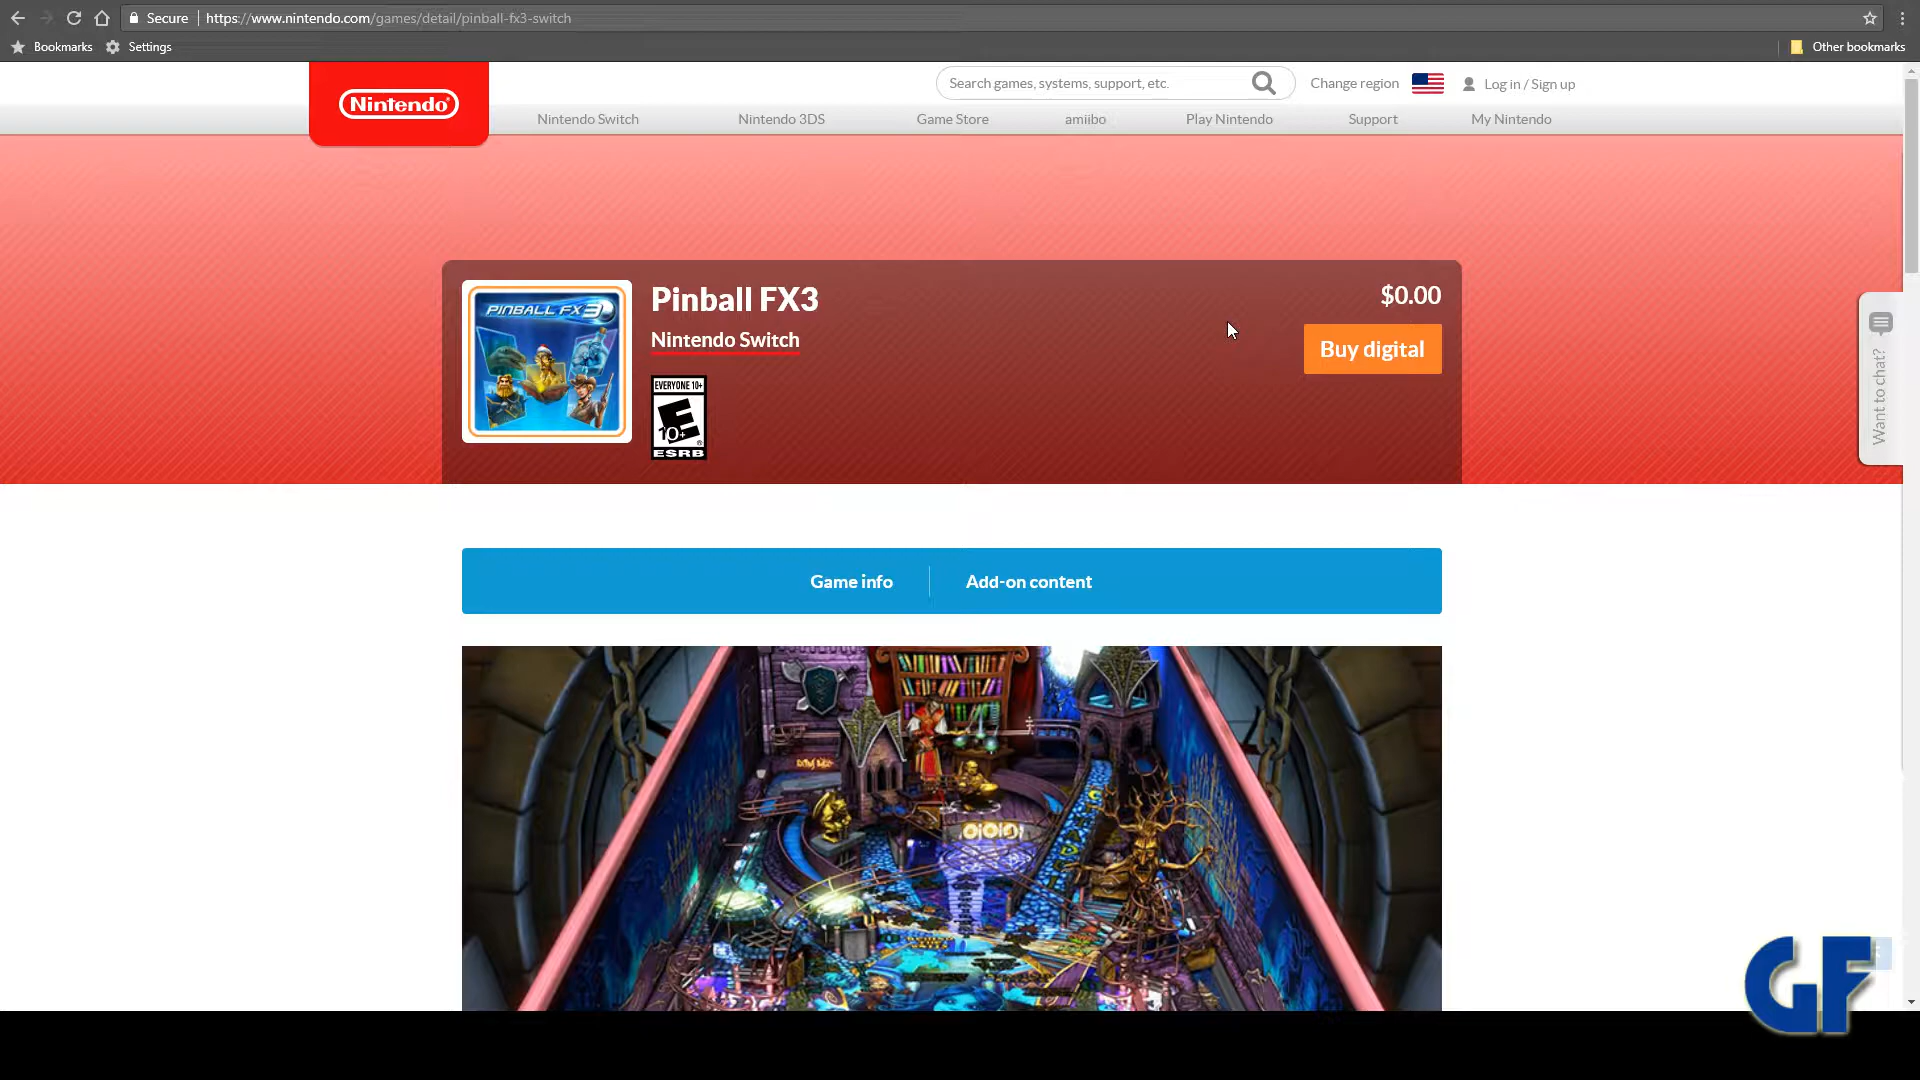 Secure https://www.nintendo.com/games/detail/pinball-fx3-switch
Bookmarks Settings Other bookmarks
Nintendo
Search games, systems, support, etc. Change region Log in / Sign up
Nintendo Switch Nintendo 3DS Game Store amiibo Play Nintendo Support My Nintendo
PINBALL FX3
Pinball FX3
Nintendo Switch
EVERYONE 10+
E
10+
ESRB
$0.00
Buy digital
Want to chat?
Game info Add-on content
GF